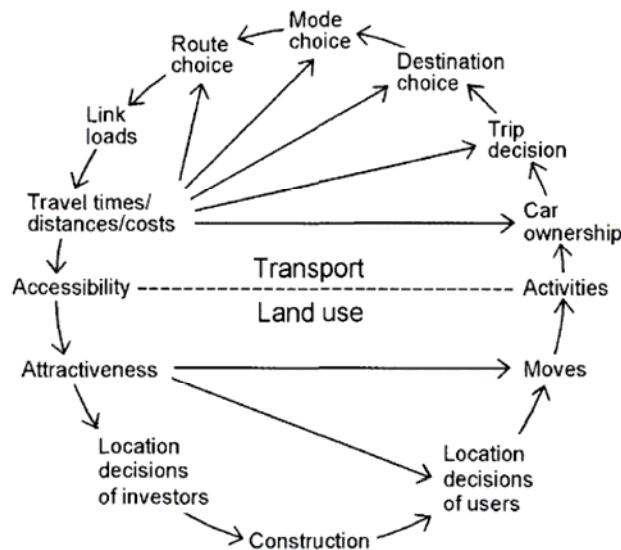 Mode
choice
Route
choice
Destination
choice
Link
loads
Trip
decision
Travel times/
distances/costs
Car
ownership
Transport
Accessibility
Activities
Land use
Attractiveness
Moves
Location
decisions
of investors
Location
decisions
of users
Construction